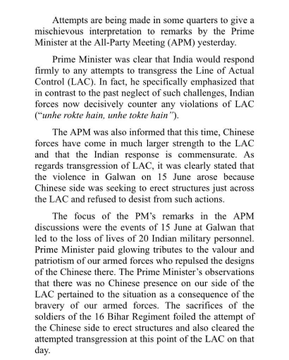 Attempts are being made in some quarters to give a
mischievous interpretation to remarks by the Prime
Minister at the All-Party Meeting (APM) yesterday.
Prime Minister was clear that India would respond
firmly to any attempts to transgress the Line of Actual
Control (LAC). In fact, he specifically emphasized that
in contrast to the past neglect of such challenges, Indian
forces now decisively counter any violations of LAC
(“unhe rokte hain, unhe tokte hain”).
The APM was also informed that this time, Chinese
forces have come in much larger strength to the LAC
and that the Indian response is commensurate. As
regards transgression of LAC, it was clearly stated that
the violence in Galwan on 15 June arose because
Chinese side was seeking to erect structures just across
the LAC and refused to desist from such actions.
The focus of the PM’s remarks in the APM
discussions were the events of 15 June at Galwan that
led to the loss of lives of 20 Indian military personnel.
Prime Minister paid glowing tributes to the valour and
patriotism of our armed forces who repulsed the designs
of the Chinese there. The Prime Minister’s observations
that there was no Chinese presence on our side of the
LAC pertained to the situation as a consequence of the
bravery of our armed forces. The sacrifices of the
soldiers of the 16 Bihar Regiment foiled the attempt of
the Chinese side to erect structures and also cleared the
attempted transgression at this point of the LAC on that
day.